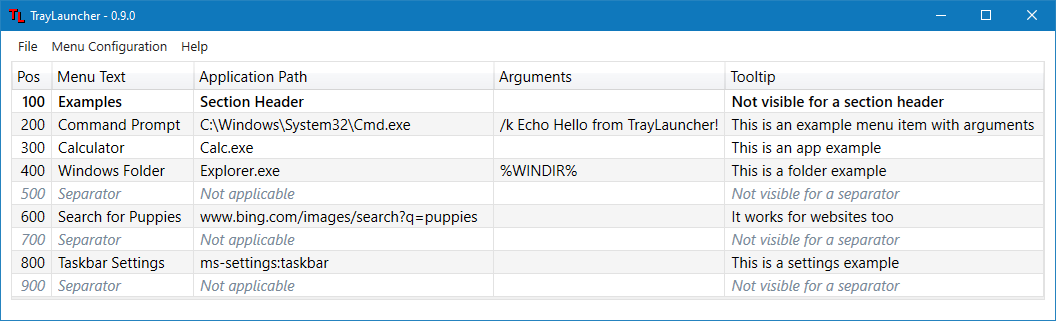 TL TrayLauncher - 0.9.0
File Menu Configuration Help
Pos Menu Text Application Path Arguments Tooltip
100 Examples Section Header Not visible for a section header
200 Command Prompt C:\Windows\System32\Cmd.exe /k Echo Hello from TrayLauncher! This is an example menu item with arguments
300 Calculator Calc.exe This is an app example
400 Windows Folder Explorer.exe %WINDIR% This is a folder example
500 Separator Not applicable Not visible for a separator
600 Search for Puppies www.bing.com/images/search?q=puppies It works for websites too
700 Separator Not applicable Not visible for a separator
800 Taskbar Settings ms-settings:taskbar This is a settings example
900 Separator Not applicable Not visible for a separator